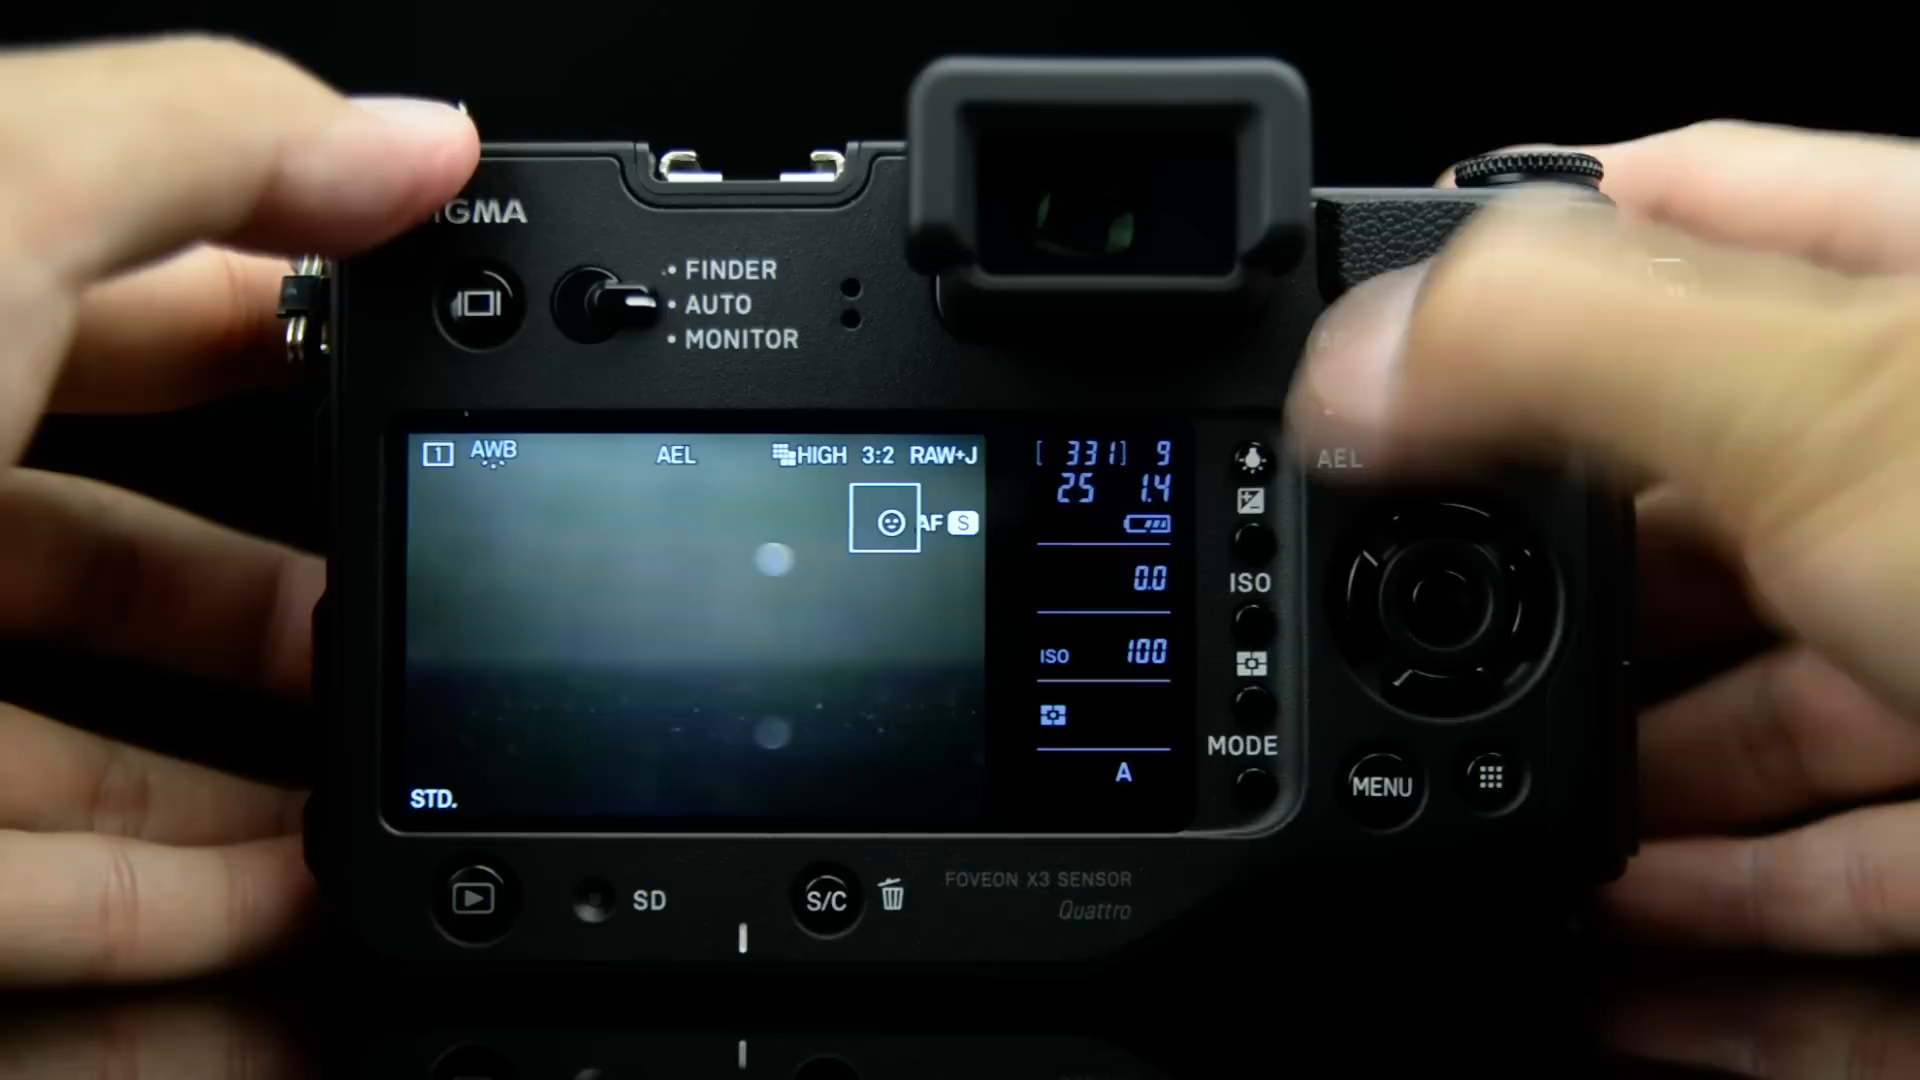 IGMA
• FINDER
• AUTO
• MONITOR
1 AWB AEL HIGH 3:2 RAW+J
[ 331] 9
25 1.4
AF S
AEL
0.0
ISO
ISO 100
MODE
A
STD.
MENU
SD S/C
FOVEON X3 SENSOR
Quattro